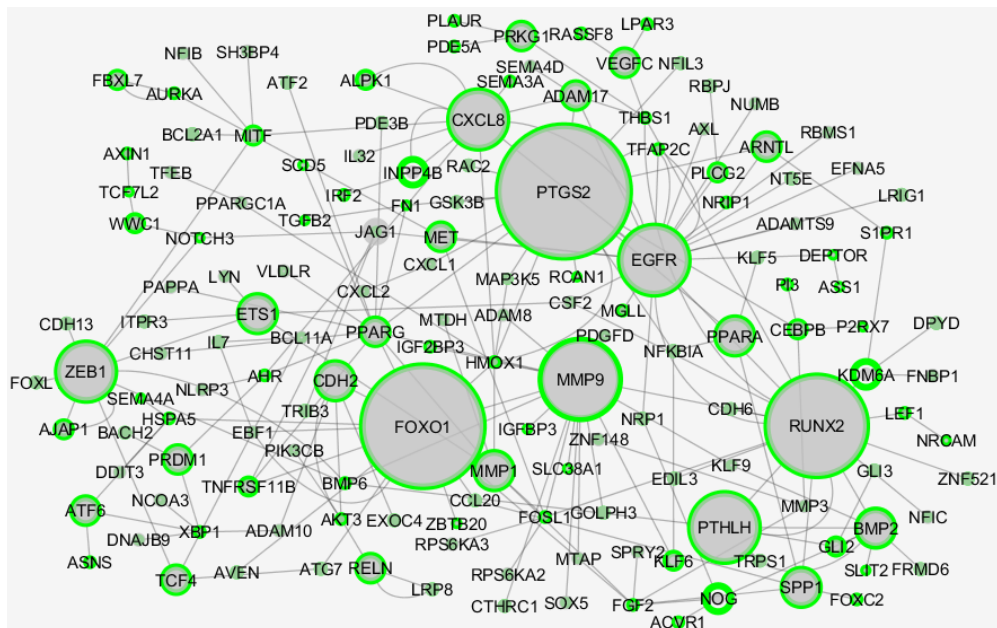 PLAUR
PRKG1
RASSF8
LPAR3
PDE5A
NFIB
SH3BP4
VEGFC
NFIL3
SEMA4D
FBXL7
ATF2
ALPK1
SEMA3A
RBPJ
AURKA
ADAM17
NUMB
THBS1
CXCL8
PDE3B
AXL
RBMS1
BCL2A1
MITF
TFAP2C
ARNTL
AXIN1
IL32
SCD5
RAC2
TFEB
INPP4B
PLCG2
EFNA5
NT5E
TCF7L2
IRF2
PTGS2
LRIG1
PPARGC1A
FN1
GSK3B
NRIP1
WWC1
TGFB2
ADAMTS9
NOTCH3
JAG1
MET
S1PR1
CXCL1
EGFR
KLF5
DEPTOR
LYN
VLDLR
MAP3K5
RCAN1
PAPPA
CXCL2
PI3
ASS1
CSF2
ETS1
MGLL
CDH13
ITPR3
ADAM8
MTDH
PPARG
PPARA
CEBPB
P2RX7
DPYD
BCL11A
PDGFD
IL7
IGF2BP3
NFKBIA
CHST11
HMOX1
ZEB1
AHR
KDM6A
FNBP1
FOXL
NLRP3
CDH2
MMP9
SEMA4A
TRIB3
CDH6
HSPA5
LEF1
NRP1
AJAP1
BACH2
EBF1
FOXO1
IGFBP3
RUNX2
ZNF148
NRCAM
PIK3CB
PRDM1
DDIT3
MMP1
SLC38A1
KLF9
GLI3
TNFRSF11B
BMP6
EDIL3
ZNF521
NCOA3
CCL20
MMP3
ATF6
GOLPH3
AKT3
EXOC4
FOSL1
NFIC
ZBTB20
PTHLH
BMP2
XBP1
ADAM10
DNAJB9
RPS6KA3
GLI2
SPRY2
MTAP
ASNS
KLF6
TRPS1
AVEN
ATG7
RELN
FRMD6
SLIT2
TCF4
RPS6KA2
LRP8
SPP1
CTHRC1
SOX5
FGF2
NOG
FOXC2
ACVR1